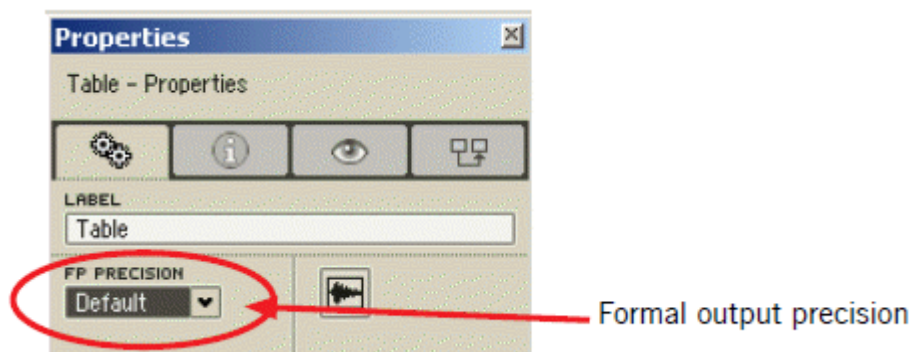 Properties
Table - Properties
LABEL
Table
FP PRECISION
Default
Formal output precision